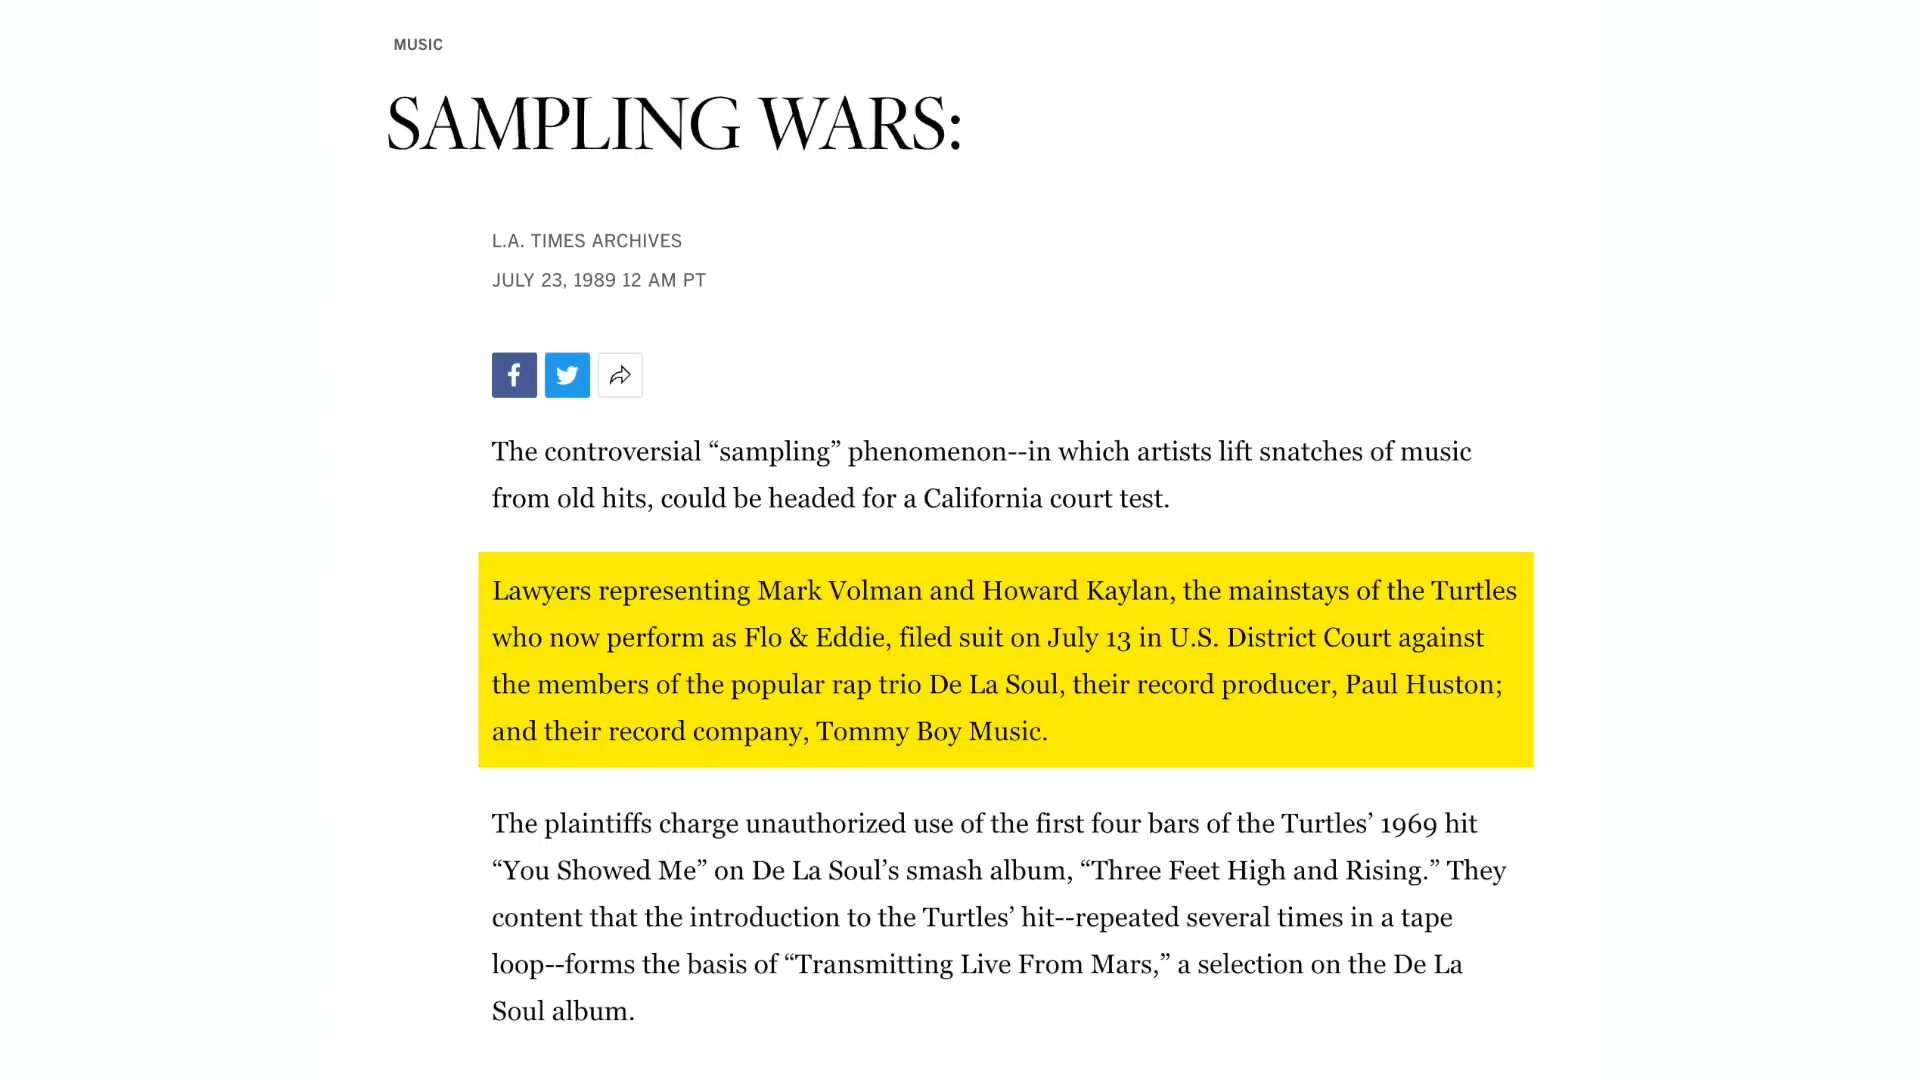 MUSIC
SAMPLING WARS:
L.A. TIMES ARCHIVES
JULY 23, 1989 12 AM PT
The controversial “sampling” phenomenon--in which artists lift snatches of music
from old hits, could be headed for a California court test.
Lawyers representing Mark Volman and Howard Kaylan, the mainstays of the Turtles
who now perform as Flo & Eddie, filed suit on July 13 in U.S. District Court against
the members of the popular rap trio De La Soul, their record producer, Paul Huston;
and their record company, Tommy Boy Music.
The plaintiffs charge unauthorized use of the first four bars of the Turtles’ 1969 hit
“You Showed Me” on De La Soul’s smash album, “Three Feet High and Rising.” They
content that the introduction to the Turtles’ hit--repeated several times in a tape
loop--forms the basis of “Transmitting Live From Mars,” a selection on the De La
Soul album.